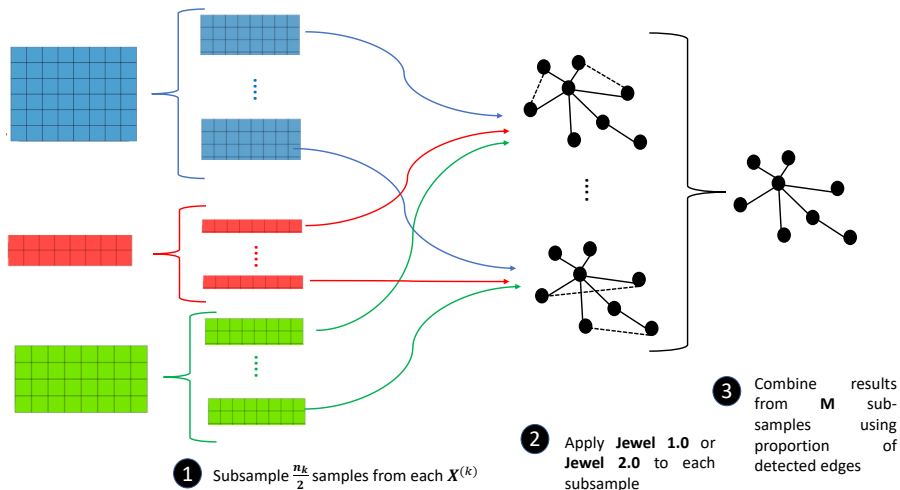 1 Subsample n_k/2 samples from each X^(k)
2 Apply Jewel 1.0 or
Jewel 2.0 to each
subsample
3 Combine results
from M sub-
samples using
proportion of
detected edges